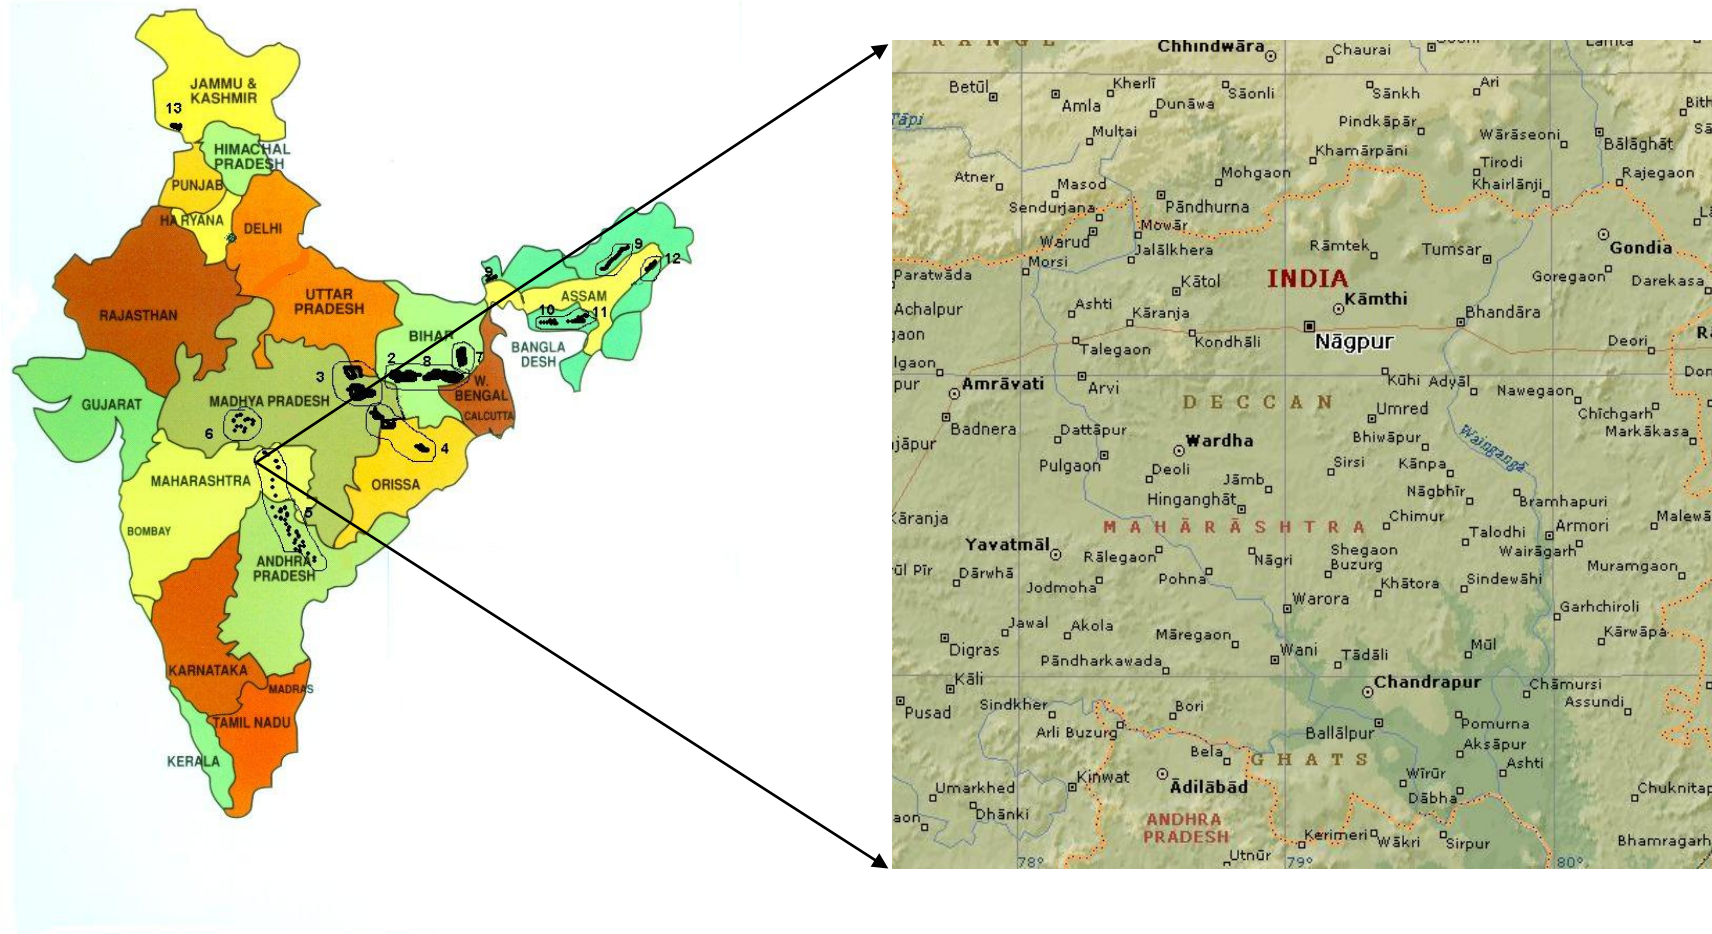 JAMMU &
KASHMIR
13
HIMACHAL
PRADESH
PUNJAB
HARYANA
DELHI
RAJASTHAN
UTTAR
PRADESH
BIHAR
9
9
12
ASSAM
10
11
BANGLA
DESH
2
8
7
3
W.
BENGAL
CALCUTTA
GUJARAT
MADHYA PRADESH
6
4
MAHARASHTRA
ORISSA
5
BOMBAY
ANDHRA
PRADESH
KARNATAKA
MADRAS
TAMIL NADU
KERALA
RANGE
Chhindwāra
Chaurai
Betūl
Amla
Kherlī
Dunāwa
Sāonli
Sānkh
Ari
Tāpi
Multai
Pindkāpār
Wārāseoni
Bālāghāt
Khamārpāni
Atner
Masod
Mohgaon
Tirodi
Khairlānji
Rajegaon
Sendurjana
Pāndhurna
Warud
Mowār
Jalālkhera
Rāmtek
Tumsar
Gondia
Paratwāda
Morsi
INDIA
Goregaon
Darekasa
Achalpur
Kātol
Kāmthi
Ashti
Kāranja
Bhandāra
Nāgpur
Talegaon
Kondhāli
Deori
Amrāvati
Arvi
Kūhi
Adyāl
Nawegaon
DECCAN
Umred
Chīchgarh
Badnera
Dattāpur
Wardha
Bhiwāpur
Markākasa
Wainganga
Pulgaon
Deoli
Jāmb
Sirsi
Kānpa
Hinganghāt
Nāgbhīr
Bramhapuri
Kāranja
MAHĀRĀSHTRA
Chimur
Talodhi
Armori
Malewā
Yavatmāl
Rālegaon
Nāgri
Shegaon
Buzurg
Wairāgarh
Muramgaon
ūl Pīr
Dārwhā
Jodmoha
Pohna
Khātora
Sindewāhi
Warora
Garhchiroli
Jawal
Akola
Māregaon
Kārwāpa
Digras
Wani
Tādāli
Mūl
Pāndharkawada
Kāli
Chandrapur
Chāmursi
Assundi
Pusad
Sindkher
Bori
Pomurna
Arli Buzurg
Ballālpur
Aksāpur
Bela
GHATS
Ashti
Kinwat
Ādilābād
Wīrūr
Umarkhed
Dābha
Chuknitap
Dhānki
ANDHRA
PRADESH
Kerimeri
Wākri
Sirpur
Bhamragarh
Utnūr
78°
79°
80°